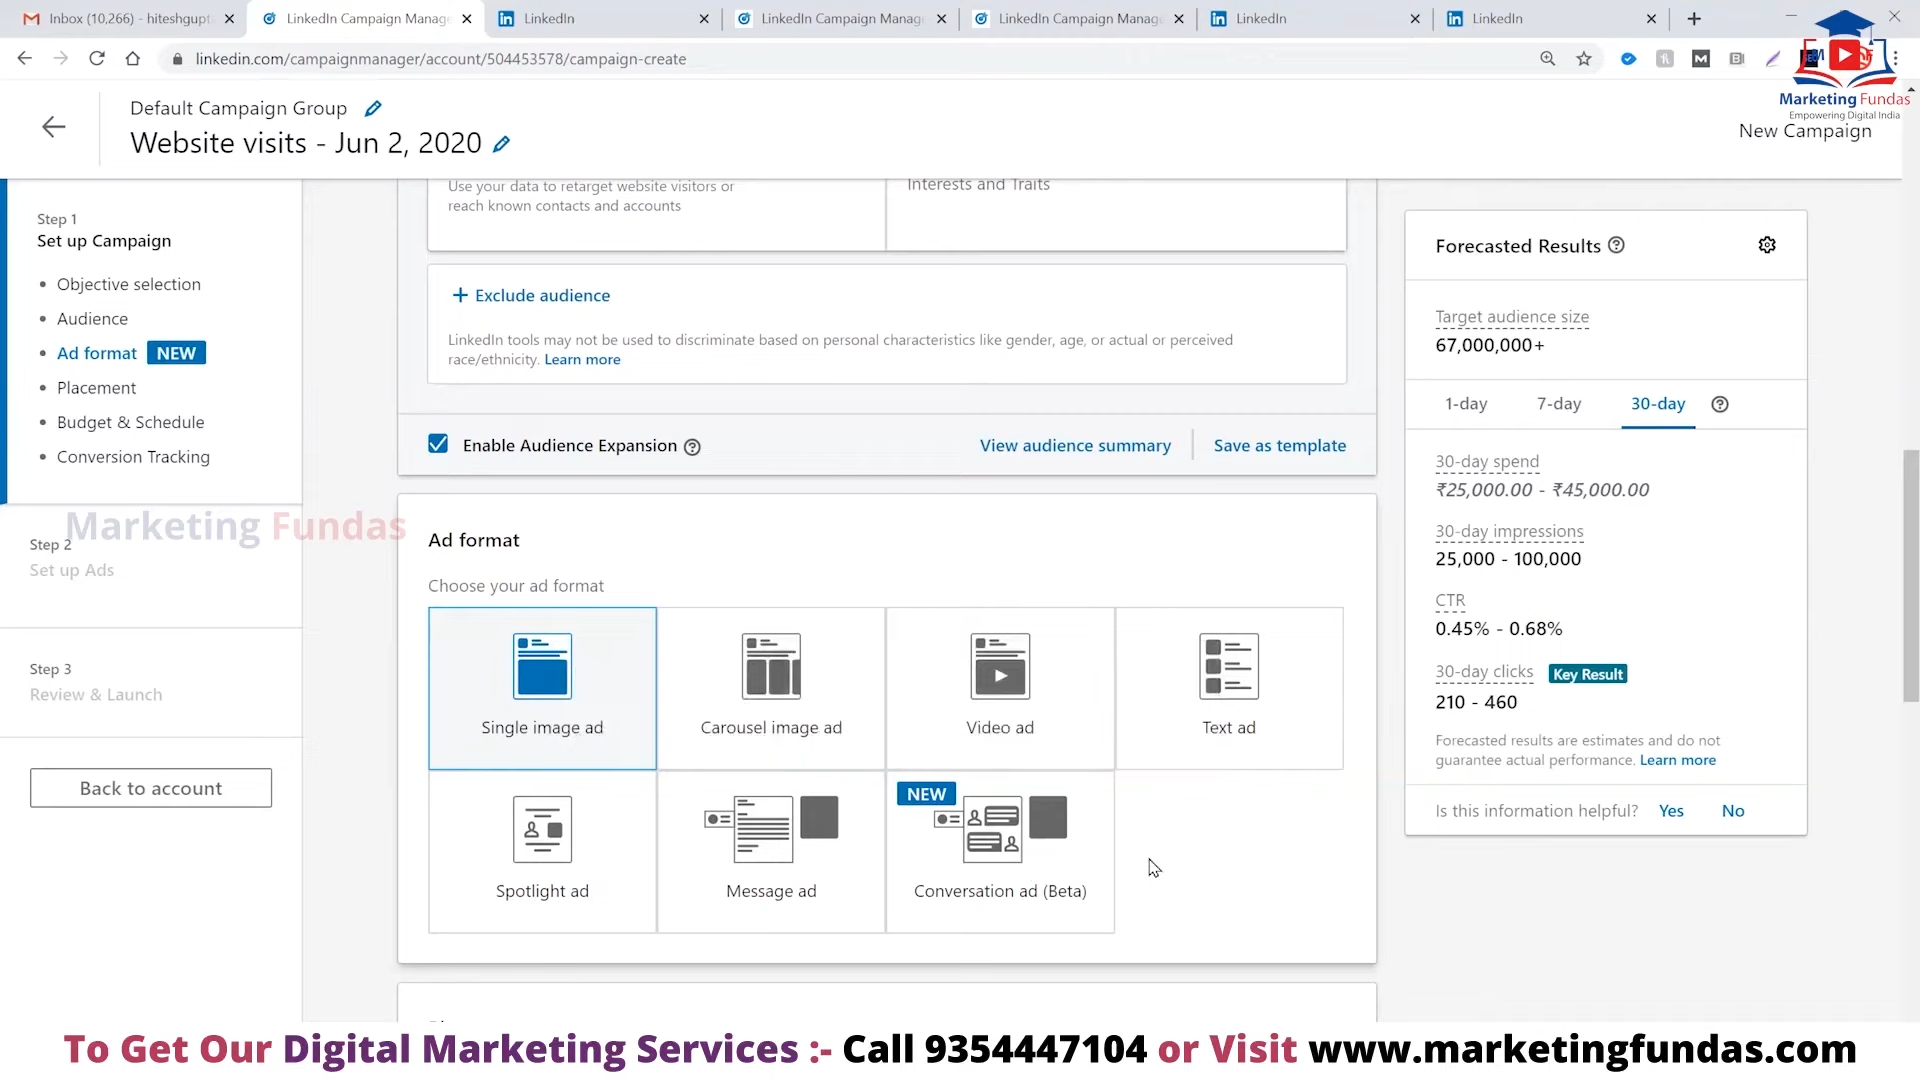 Inbox (10,266) - hiteshgupt
LinkedIn Campaign Manage
LinkedIn
LinkedIn Campaign Manag
LinkedIn Campaign Manag
LinkedIn
LinkedIn
linkedin.com/campaignmanager/account/504453578/campaign-create
Marketing Fundas
Empowering Digital India
Default Campaign Group
Website visits - Jun 2, 2020
New Campaign
Step 1
Set up Campaign
Objective selection
Audience
Ad format NEW
Placement
Budget & Schedule
Conversion Tracking
Marketing Fundas
Step 2
Set up Ads
Step 3
Review & Launch
Back to account
Use your data to retarget website visitors or
reach known contacts and accounts
Interests and Traits
+ Exclude audience
LinkedIn tools may not be used to discriminate based on personal characteristics like gender, age, or actual or perceived
race/ethnicity. Learn more
Enable Audience Expansion
View audience summary
Save as template
Ad format
Choose your ad format
Single image ad
Carousel image ad
Video ad
Text ad
Spotlight ad
Message ad
NEW
Conversation ad (Beta)
Forecasted Results
Target audience size
67,000,000+
1-day 7-day 30-day
30-day spend
₹25,000.00 - ₹45,000.00
30-day impressions
25,000 - 100,000
CTR
0.45% - 0.68%
30-day clicks Key Result
210 - 460
Forecasted results are estimates and do not
guarantee actual performance. Learn more
Is this information helpful? Yes No
To Get Our Digital Marketing Services :- Call 9354447104 or Visit www.marketingfundas.com